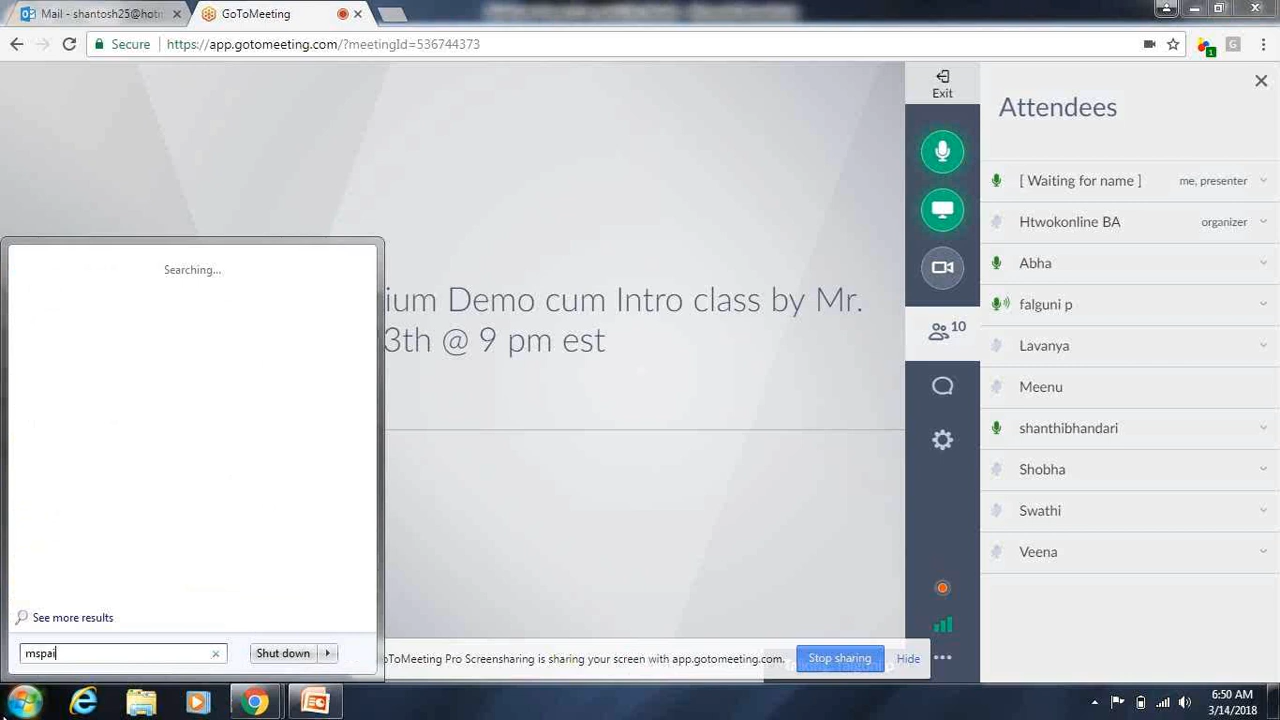 Mail - shantosh25@hotm
GoToMeeting
Secure
https://app.gotomeeting.com/?meetingId=536744373
1
G
Exit
Attendees
[ Waiting for name ]
me, presenter
Htwokonline BA
organizer
Abha
Searching...
ium Demo cum Intro class by Mr.
falguni p
10
3th @ 9 pm est
Lavanya
Meenu
shanthibhandari
Shobha
Swathi
Veena
See more results
mspai
Shut down
oToMeeting Pro Screensharing is sharing your screen with app.gotomeeting.com.
Stop sharing
Hide
6:50 AM
3/14/2018